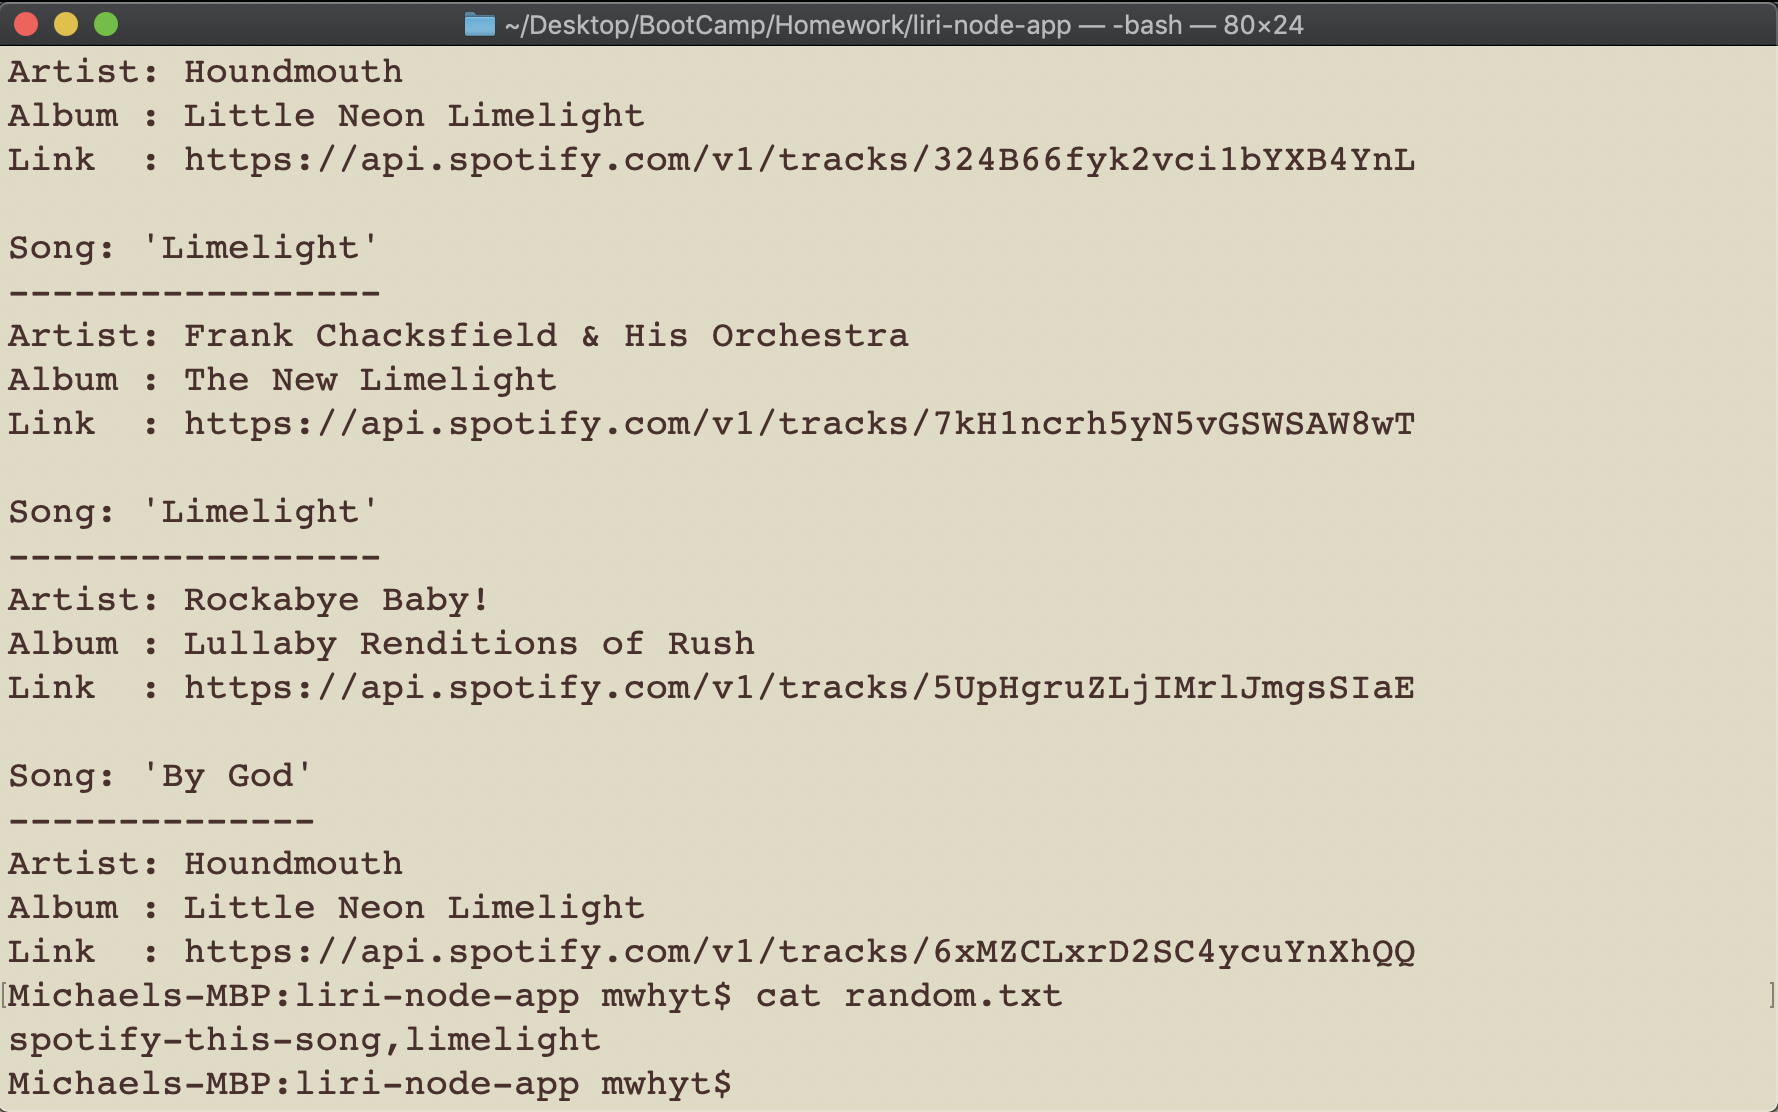 ~/Desktop/BootCamp/Homework/liri-node-app — -bash — 80×24
Artist: Houndmouth
Album : Little Neon Limelight
Link  : https://api.spotify.com/v1/tracks/324B66fyk2vci1bYXB4YnL
Song: 'Limelight'
-----------------
Artist: Frank Chacksfield & His Orchestra
Album : The New Limelight
Link  : https://api.spotify.com/v1/tracks/7kH1ncrh5yN5vGSWSAW8wT
Song: 'Limelight'
-----------------
Artist: Rockabye Baby!
Album : Lullaby Renditions of Rush
Link  : https://api.spotify.com/v1/tracks/5UpHgruZLjIMrlJmgsSIaE
Song: 'By God'
--------------
Artist: Houndmouth
Album : Little Neon Limelight
Link  : https://api.spotify.com/v1/tracks/6xMZCLxrD2SC4ycuYnXhQQ
[Michaels-MBP:liri-node-app mwhyt$ cat random.txt ]
spotify-this-song,limelight
Michaels-MBP:liri-node-app mwhyt$